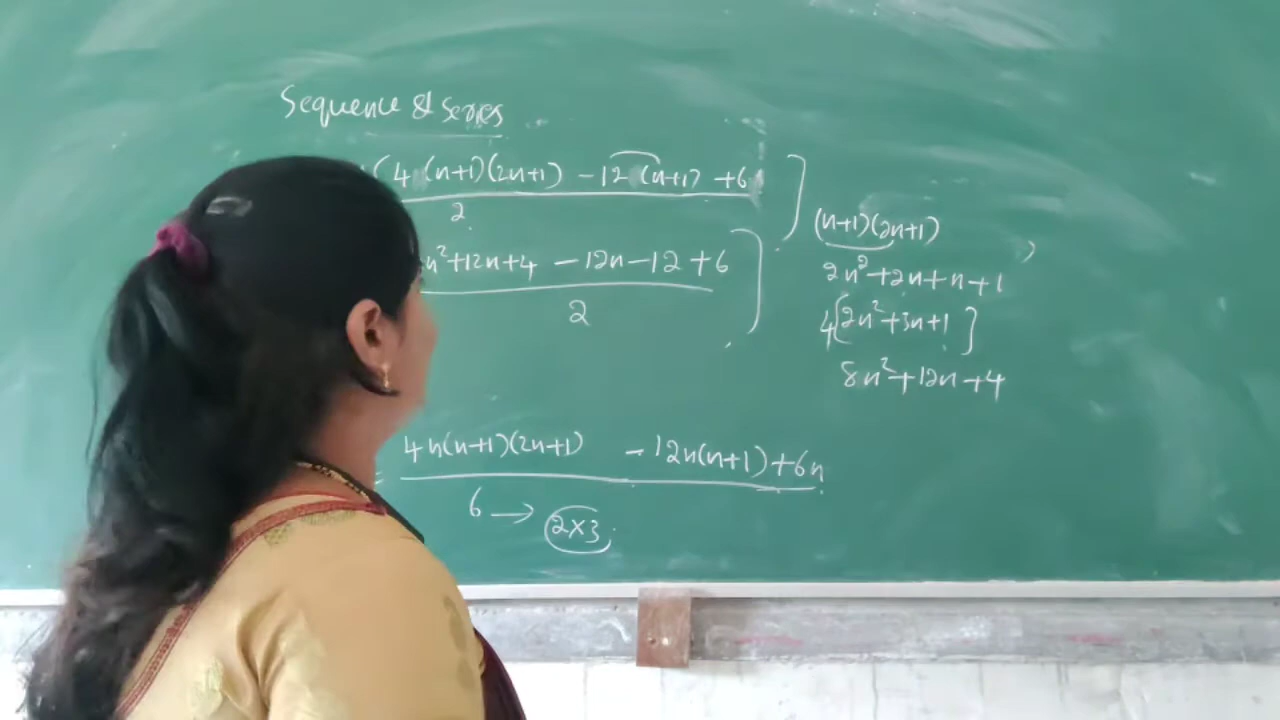 Sequence & series
(4 (n+1)(2n+1) - 12 (n+1) + 6
2
n²+12n+4 - 12n-12+6
2
4n(n+1)(2n+1) - 12n(n+1)+6n
6 → 2×3
(n+1)(2n+1)
2n²+2n+n+1
4[2n²+3n+1]
8n²+12n+4